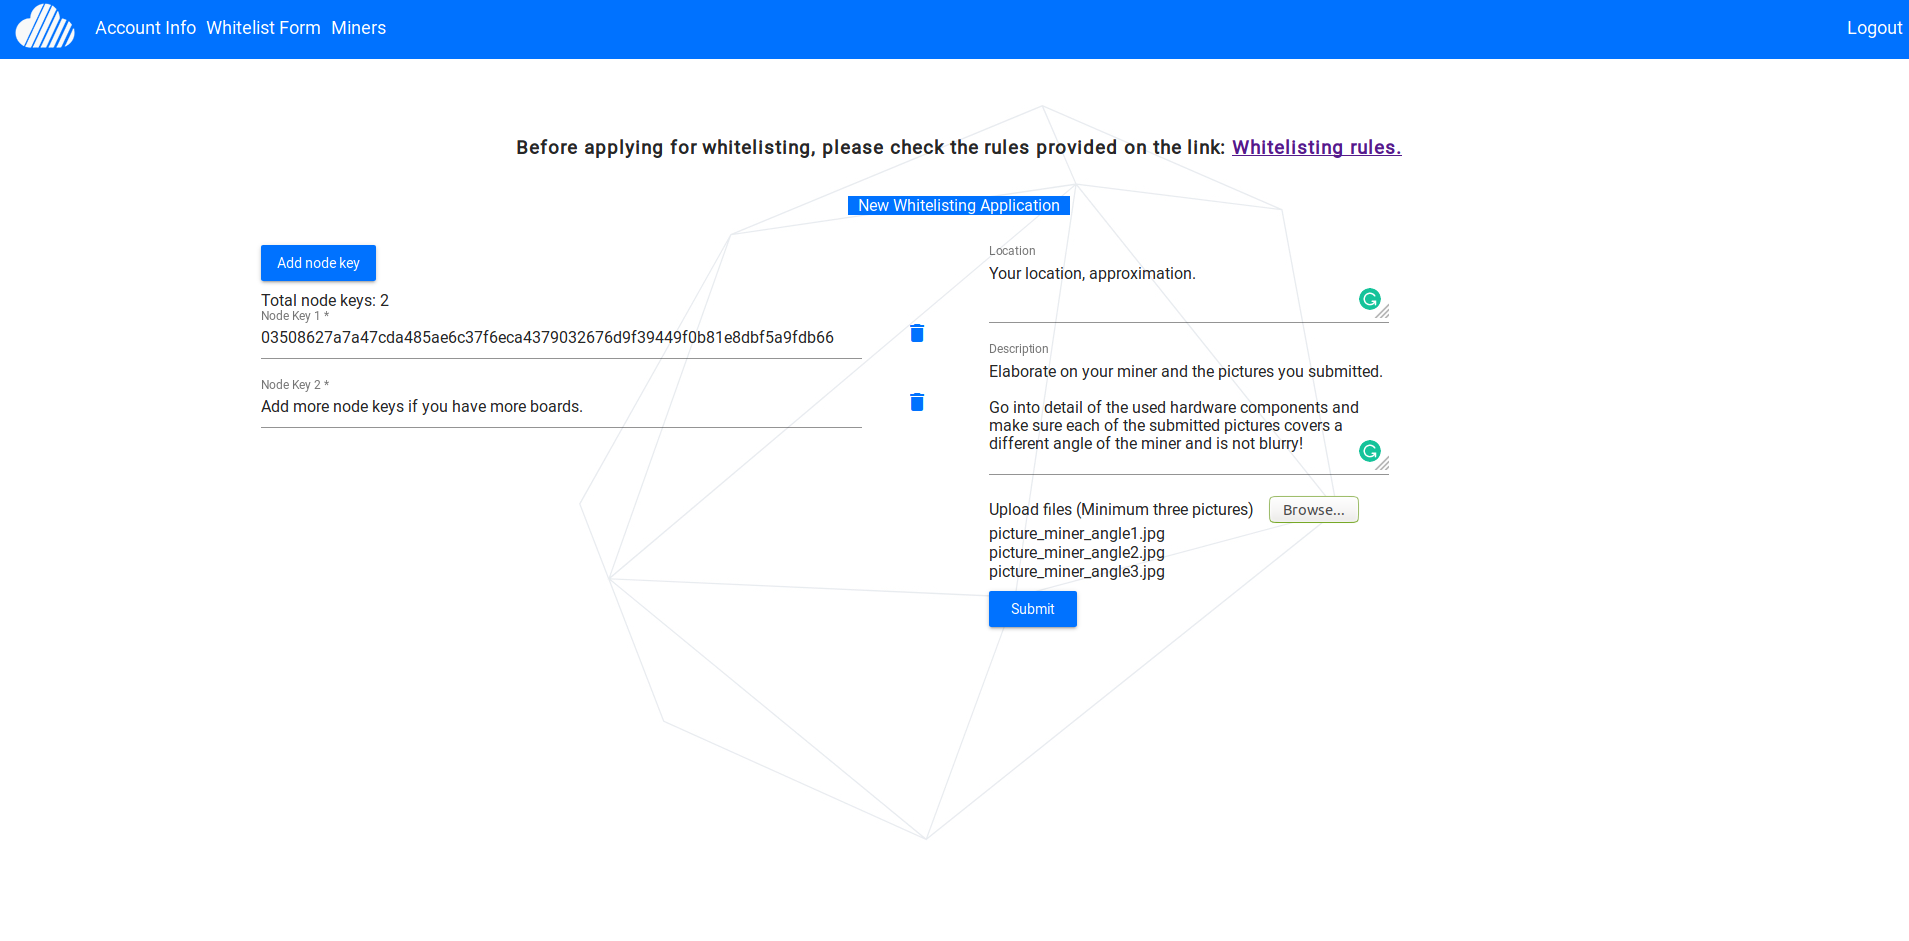 Account Info Whitelist Form Miners Logout
Before applying for whitelisting, please check the rules provided on the link: Whitelisting rules.
New Whitelisting Application
Add node key
Total node keys: 2
Node Key 1 *
03508627a7a47cda485ae6c37f6eca4379032676d9f39449f0b81e8dbf5a9fdb66
Node Key 2 *
Add more node keys if you have more boards.
Location
Your location, approximation.
Description
Elaborate on your miner and the pictures you submitted.
Go into detail of the used hardware components and
make sure each of the submitted pictures covers a
different angle of the miner and is not blurry!
Upload files (Minimum three pictures) Browse...
picture_miner_angle1.jpg
picture_miner_angle2.jpg
picture_miner_angle3.jpg
Submit